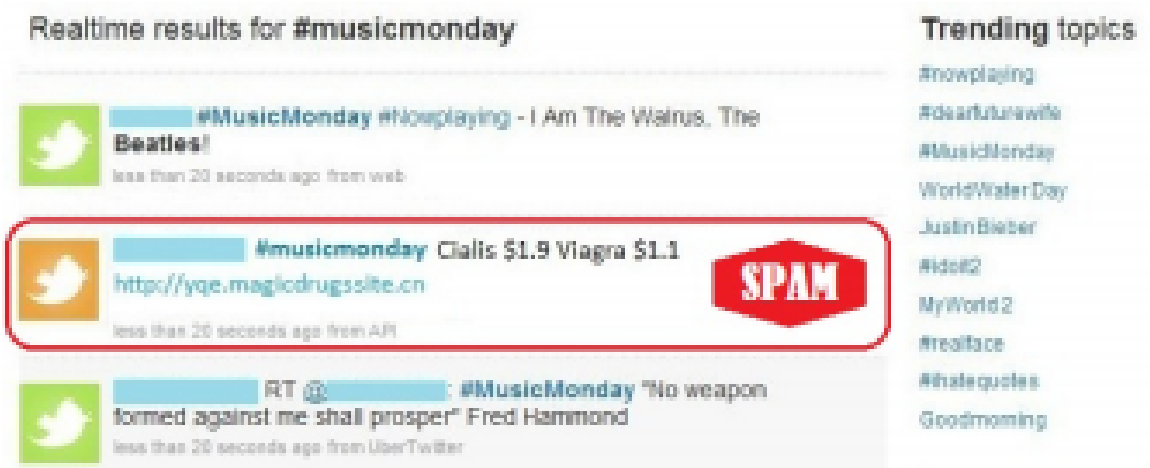 Realtime results for #musicmonday
#MusicMonday #Nowplaying - I Am The Walrus, The
Beatles!
less than 20 seconds ago from web
#musicmonday Cialis $1.9 Viagra $1.1
http://yqe.magicdrugssite.cn
less than 20 seconds ago from API
SPAM
RT @ : #MusicMonday "No weapon
formed against me shall prosper" Fred Hammond
less than 20 seconds ago from UberTwitter
Trending topics
#nowplaying
#dearfuturewife
#MusicMonday
WorldWater Day
Justin Bieber
My World 2
#realface
#ihatequotes
Goodmorning